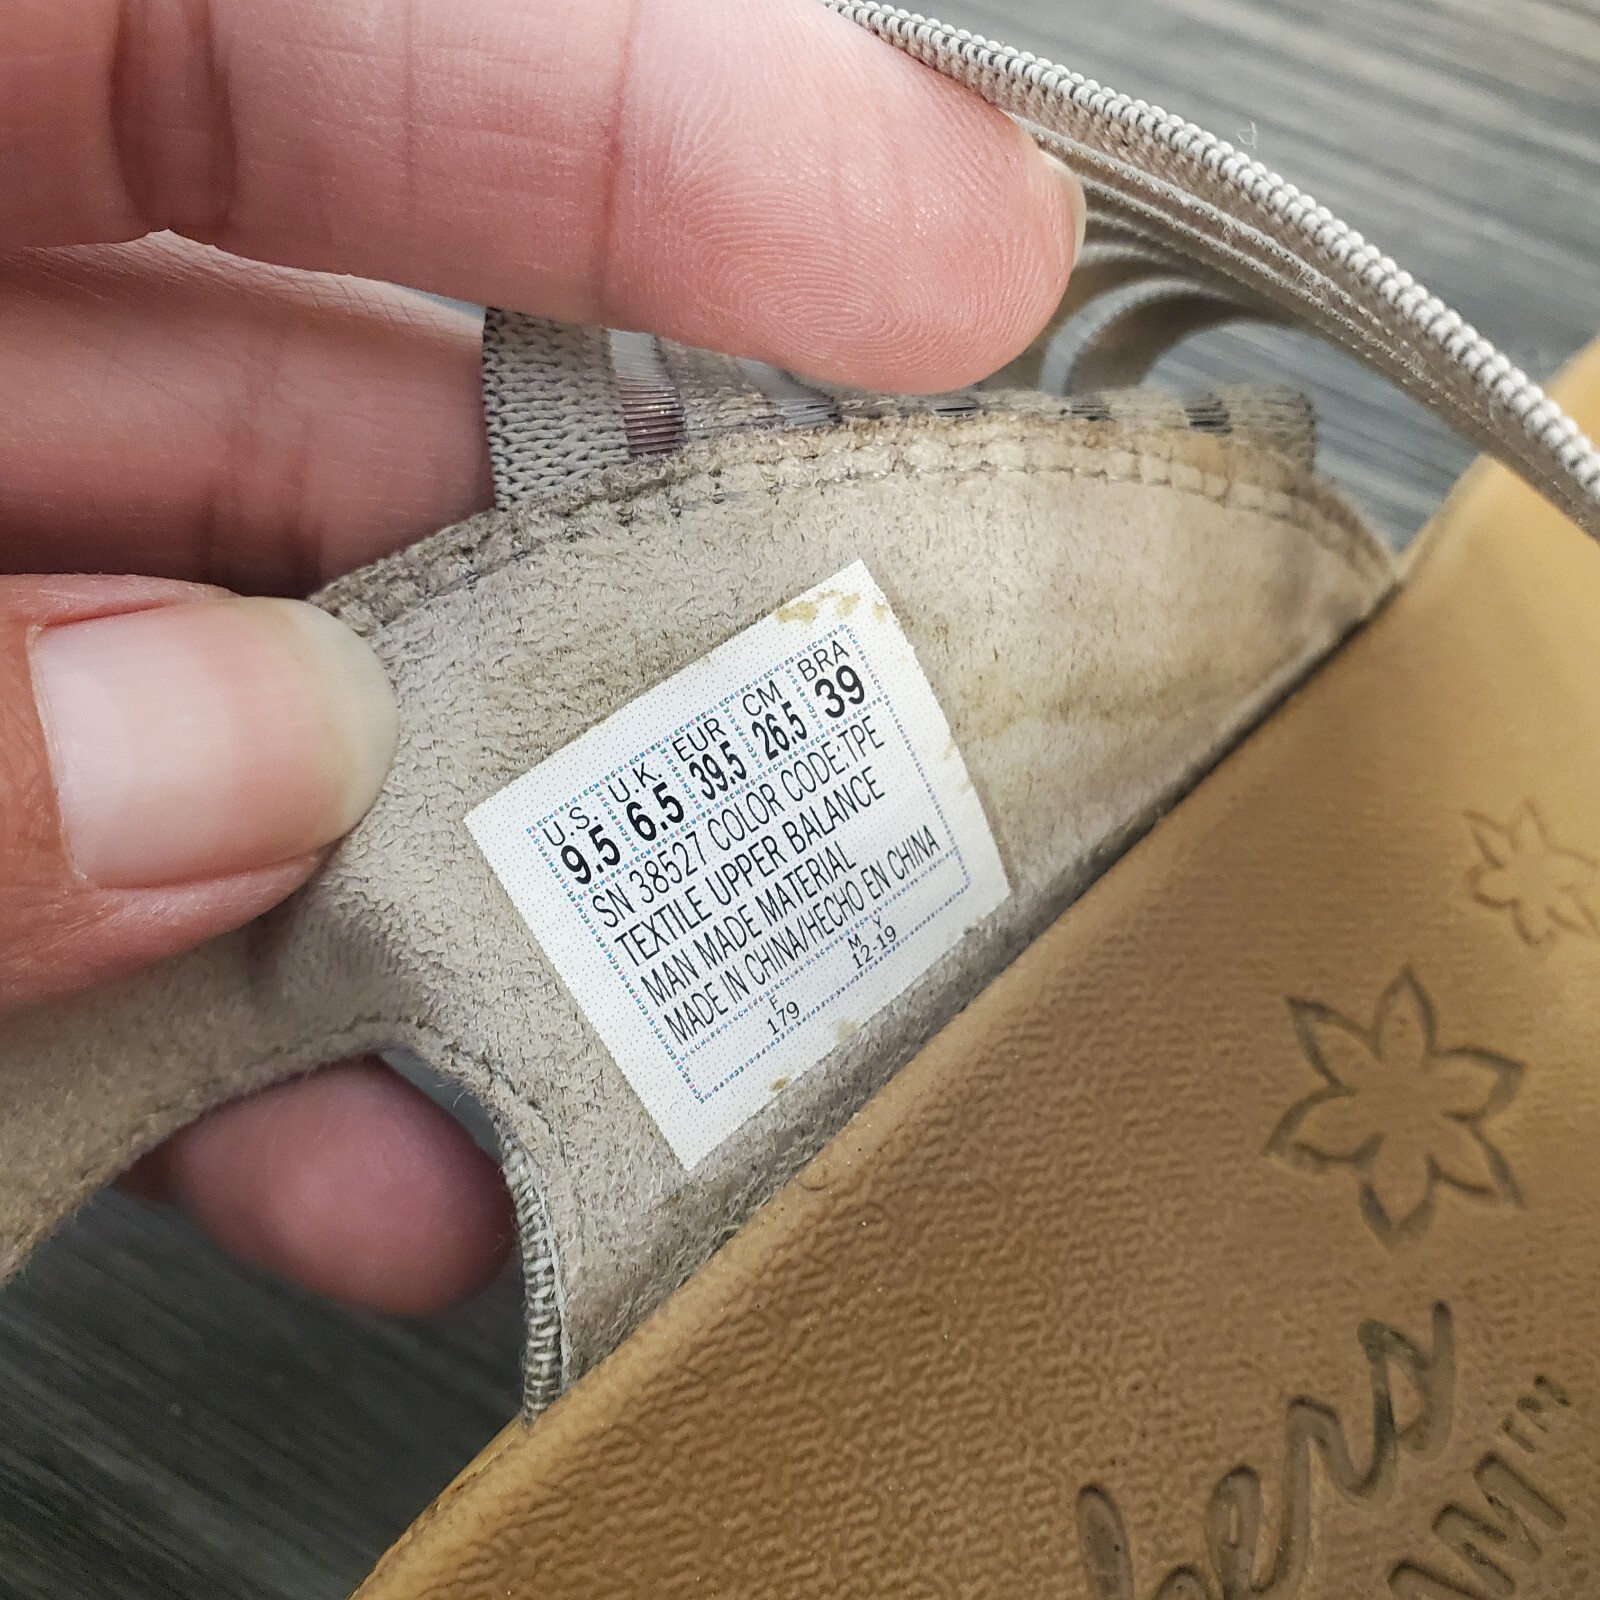 U.S. U.K. EUR CM BRA
9.5 6.5 39.5 26.5 39
SN 38527 COLOR CODE:TPE
TEXTILE UPPER BALANCE
MAN MADE MATERIAL
MADE IN CHINA/HECHO EN CHINA
F M Y
179 12-19